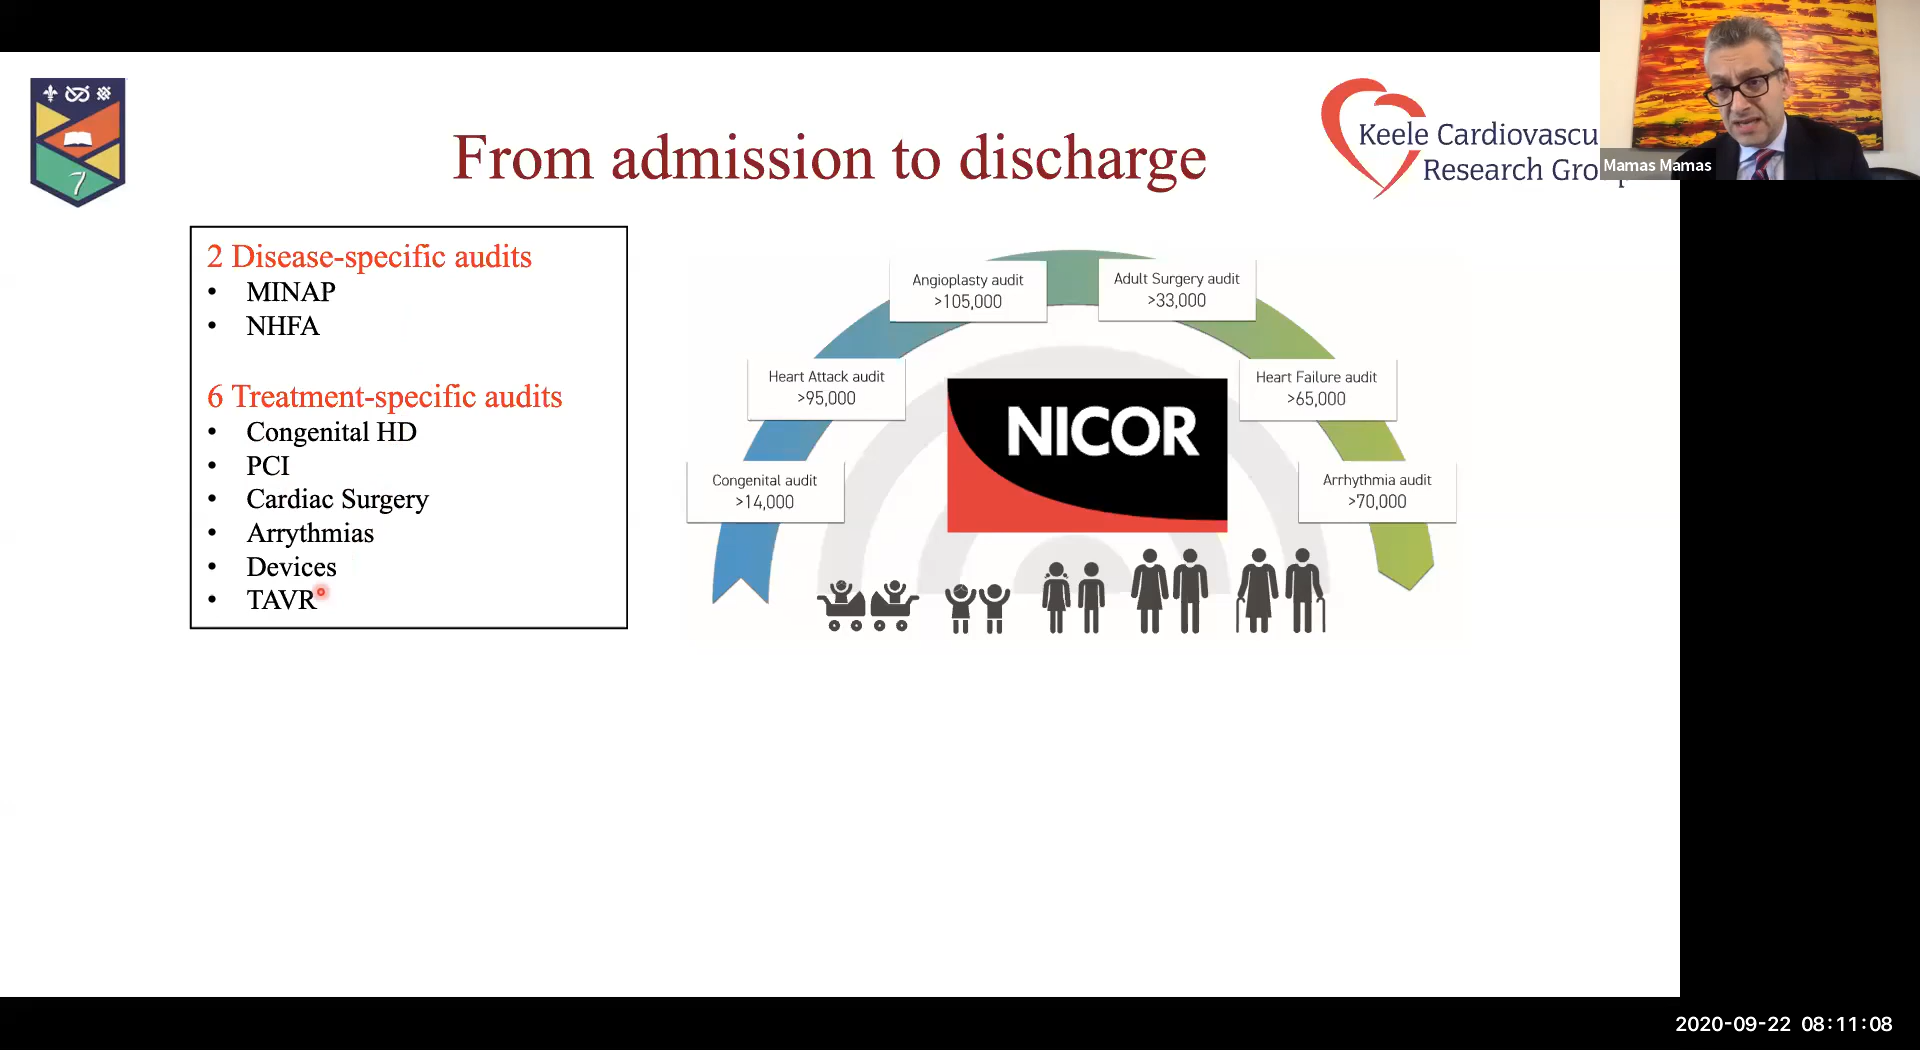 From admission to discharge
Keele Cardiovascu
Research Gro
Mamas Mamas
2 Disease-specific audits
• MINAP
• NHFA
6 Treatment-specific audits
• Congenital HD
• PCI
• Cardiac Surgery
• Arrythmias
• Devices
• TAVR
Angioplasty audit
>105,000
Adult Surgery audit
>33,000
Heart Attack audit
>95,000
Heart Failure audit
>65,000
NICOR
Congenital audit
>14,000
Arrhythmia audit
>70,000
2020-09-22 08:11:08